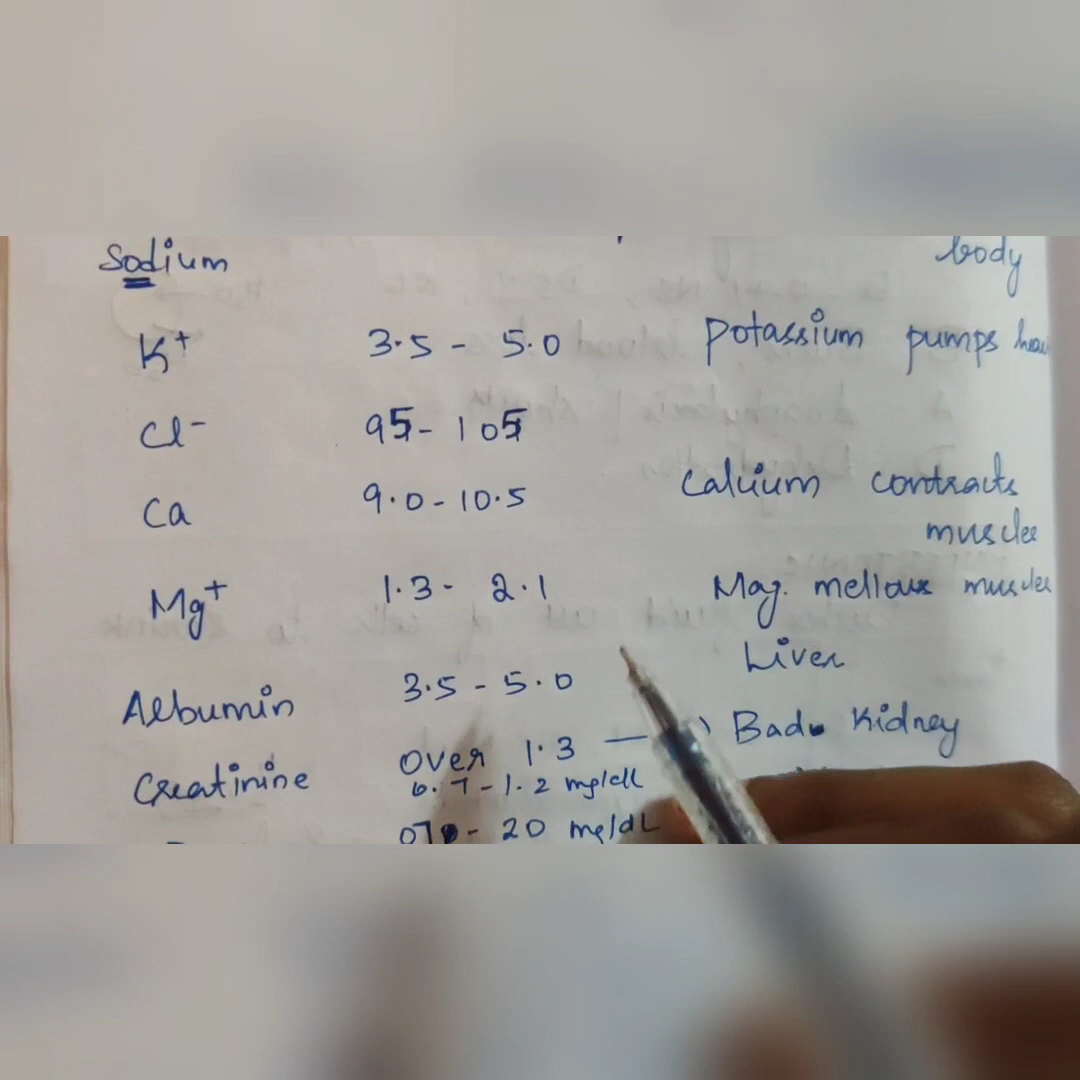 Sodium body
K+ 3.5 - 5.0 Potassium pumps
Cl- 95 - 105
Ca 9.0 - 10.5 Calcium contracts
muscles
Mg+ 1.3 - 2.1 Mag. mellows muscles
Liver
Albumin 3.5 - 5.0
Over 1.3 — Bad Kidney
Creatinine 0.7 - 1.2 mg/dl
07 - 20 mg/dL